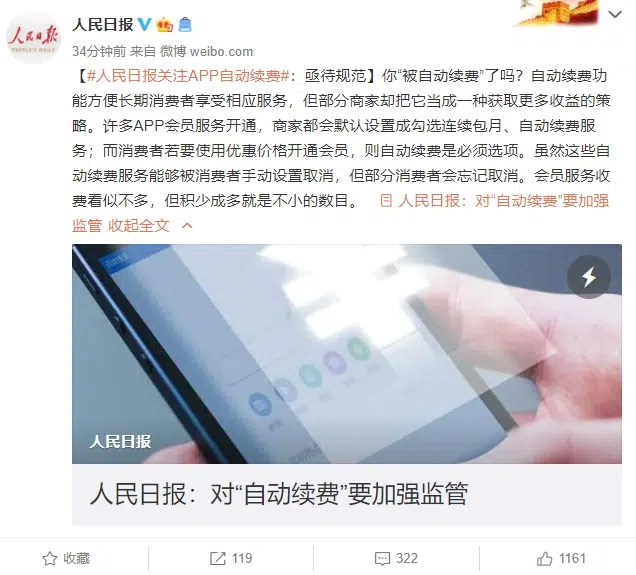 人民日报
PEOPLE'S DAILY
人民日报
34分钟前 来自 微博 weibo.com
【#人民日报关注APP自动续费#：亟待规范】你“被自动续费”了吗？自动续费功
能方便长期消费者享受相应服务，但部分商家却把它当成一种获取更多收益的策
略。许多APP会员服务开通，商家都会默认设置成勾选连续包月、自动续费服
务；而消费者若要使用优惠价格开通会员，则自动续费是必须选项。虽然这些自
动续费服务能够被消费者手动设置取消，但部分消费者会忘记取消。会员服务收
费看似不多，但积少成多就是不小的数目。 人民日报：对“自动续费”要加强
监管 收起全文
人民日报
人民日报：对“自动续费”要加强监管
收藏
119
322
1161